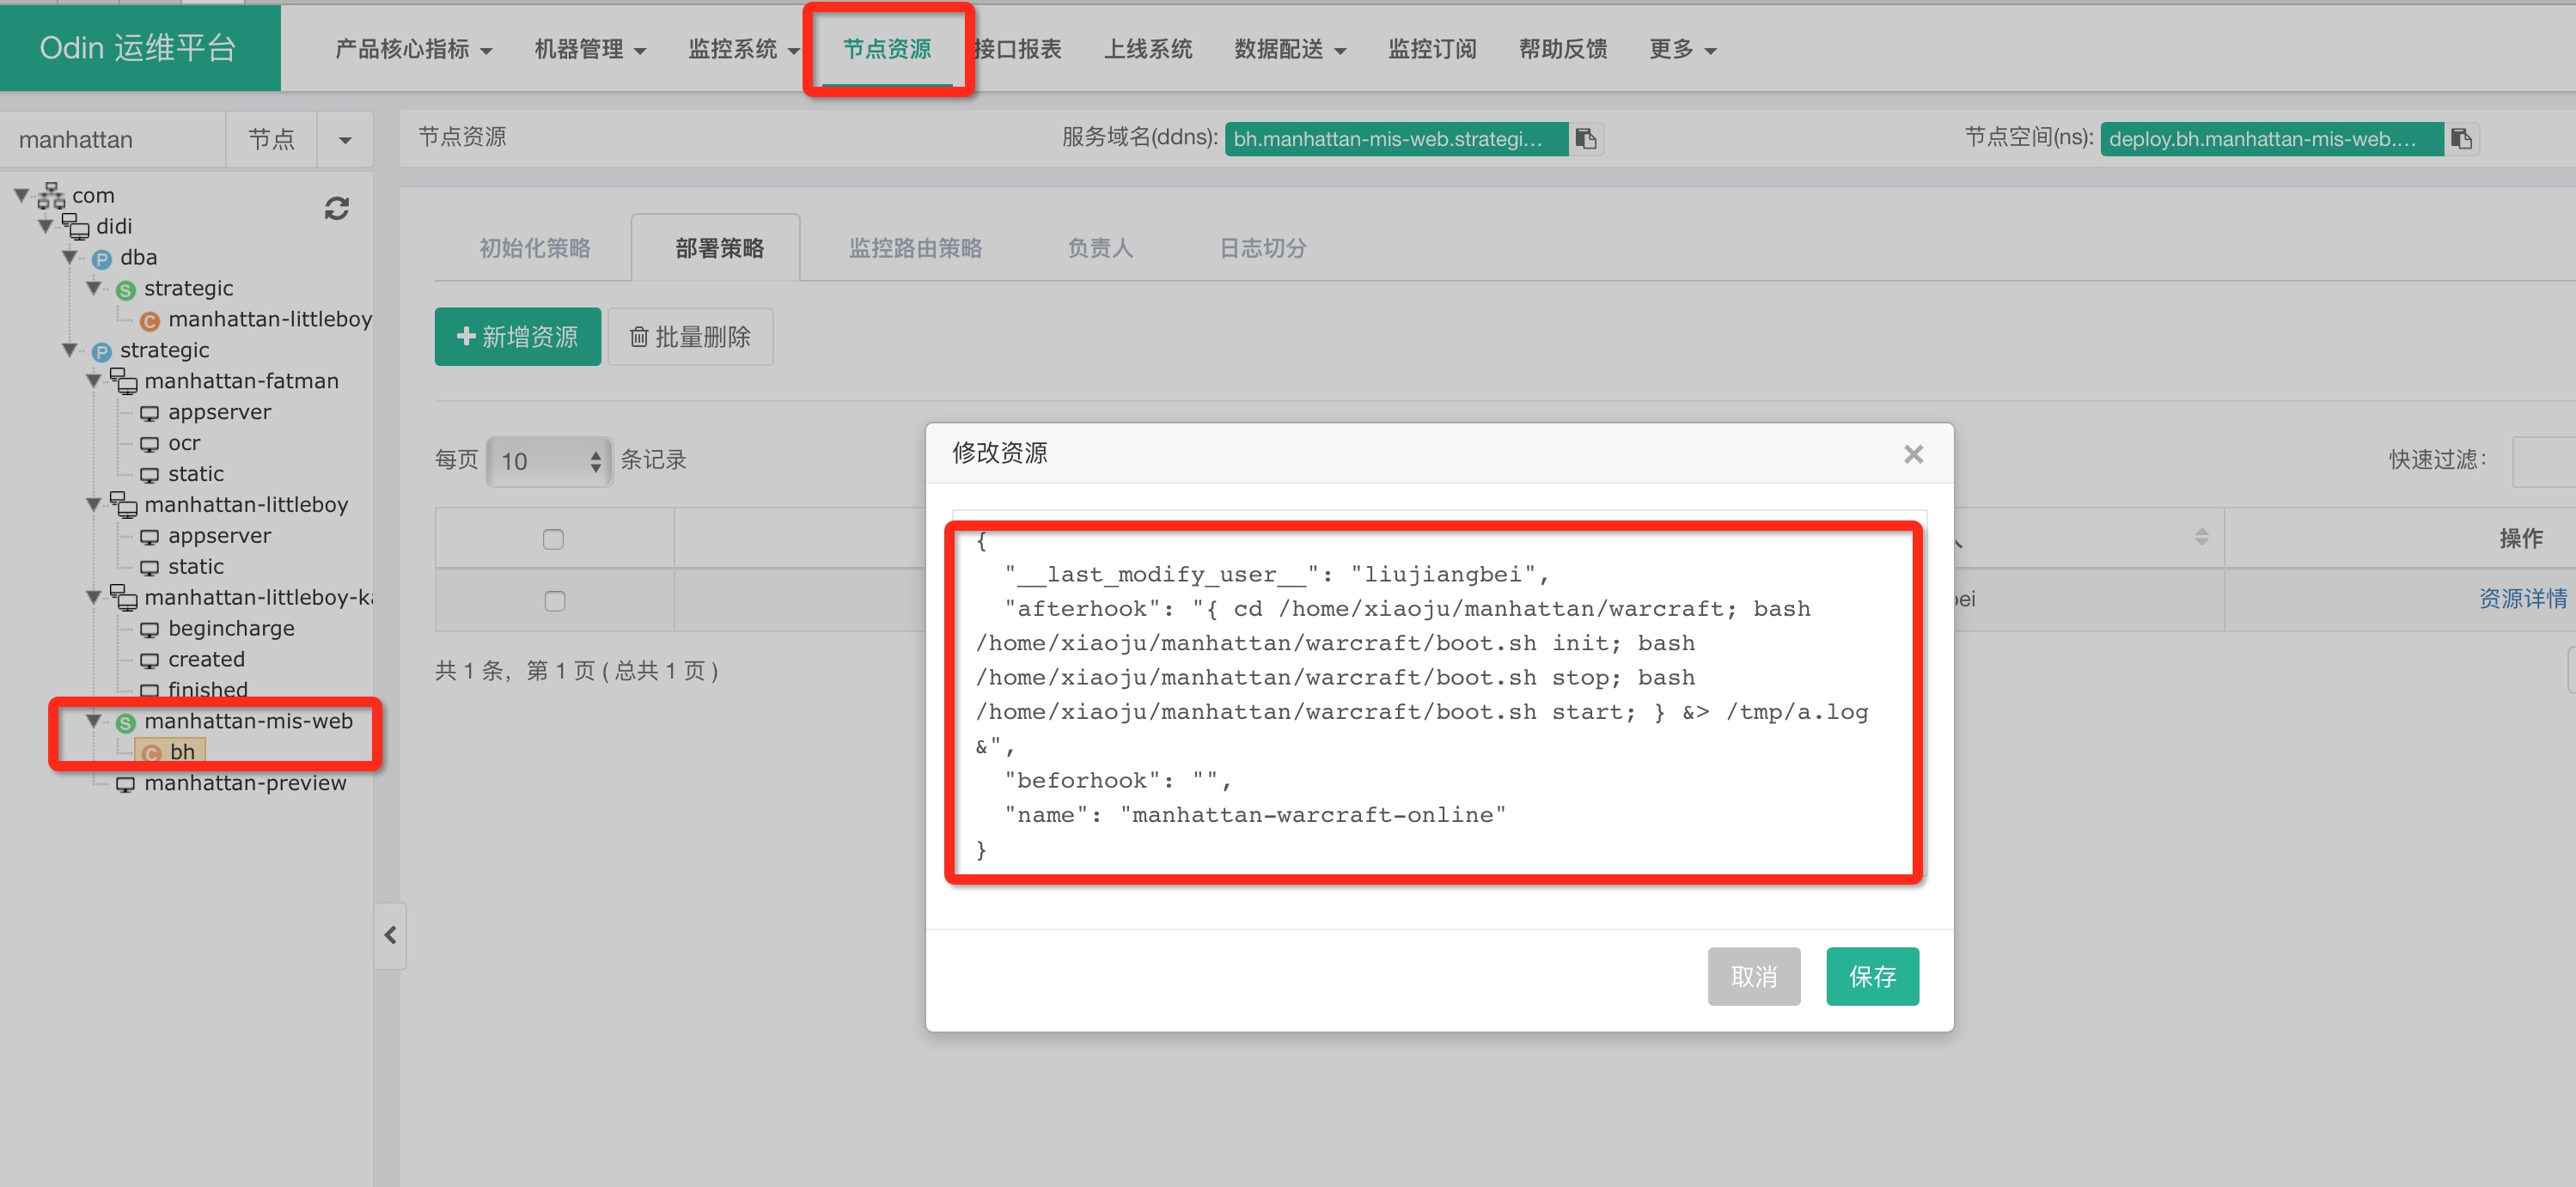 Odin 运维平台
产品核心指标
机器管理
监控系统
节点资源
接口报表
上线系统
数据配送
监控订阅
帮助反馈
更多
manhattan
节点
节点资源
服务域名(ddns):
bh.manhattan-mis-web.strategi...
节点空间(ns):
deploy.bh.manhattan-mis-web....
com
didi
dba
strategic
manhattan-littleboy
strategic
manhattan-fatman
appserver
ocr
static
manhattan-littleboy
appserver
static
manhattan-littleboy-ka
begincharge
created
finished
manhattan-mis-web
bh
manhattan-preview
初始化策略
部署策略
监控路由策略
负责人
日志切分
新增资源
批量删除
每页
10
条记录
快速过滤:
操作
bei
资源详情
共 1 条，第 1 页 ( 总共 1 页 )
修改资源
{
"__last_modify_user__": "liujiangbei",
"afterhook": "{ cd /home/xiaoju/manhattan/warcraft; bash
/home/xiaoju/manhattan/warcraft/boot.sh init; bash
/home/xiaoju/manhattan/warcraft/boot.sh stop; bash
/home/xiaoju/manhattan/warcraft/boot.sh start; } &> /tmp/a.log
&",
"beforhook": "",
"name": "manhattan-warcraft-online"
}
取消
保存